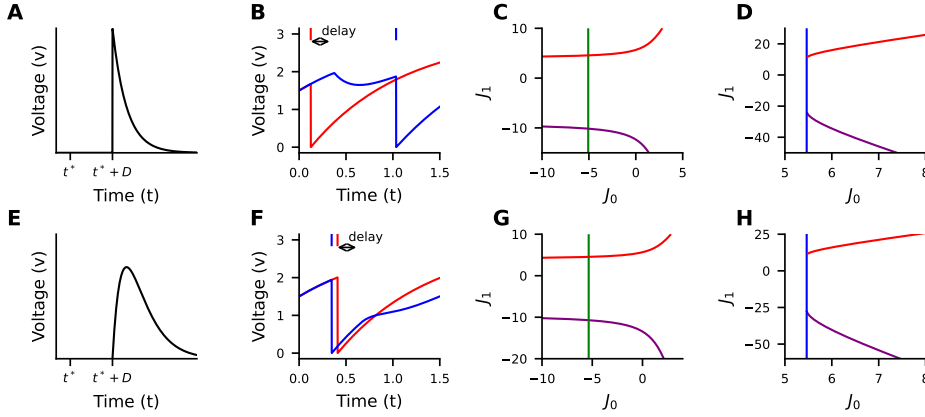 A
Voltage (v)
t* t* + D
Time (t)
B
Voltage (v)
delay
3
2
1
0
0.0 0.5 1.0 1.5
Time (t)
C
J1
10
0
−10
−10 −5 0 5
J0
D
J1
20
0
−20
−40
5 6 7 8
J0
E
Voltage (v)
t* t* + D
Time (t)
F
Voltage (v)
delay
3
2
1
0
0.0 0.5 1.0 1.5
Time (t)
G
J1
10
0
−10
−20
−10 −5 0
J0
H
J1
25
0
−25
−50
5 6 7 8
J0